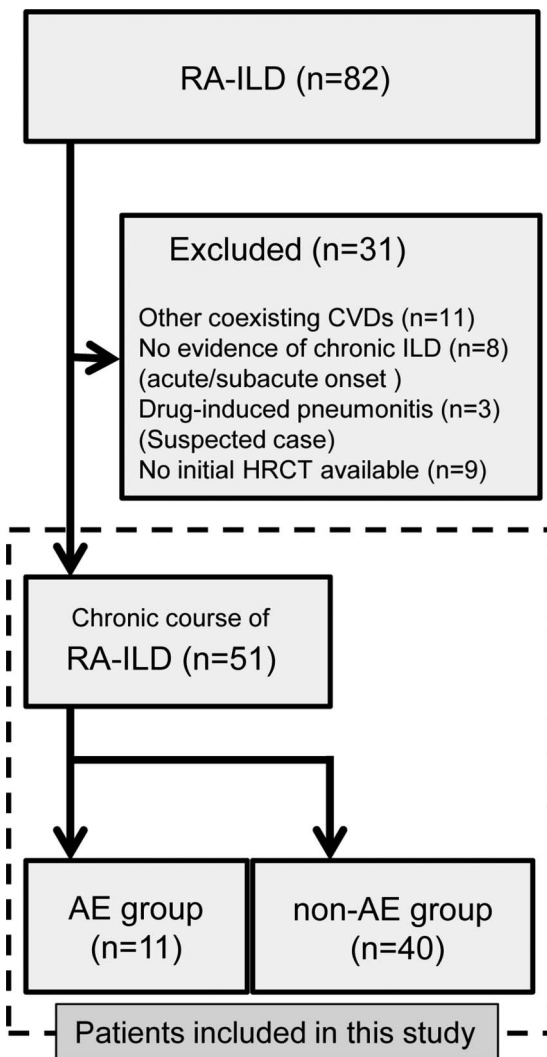 RA-ILD (n=82)
Excluded (n=31)
Other coexisting CVDs (n=11)
No evidence of chronic ILD (n=8)
(acute/subacute onset )
Drug-induced pneumonitis (n=3)
(Suspected case)
No initial HRCT available (n=9)
Chronic course of
RA-ILD (n=51)
AE group
(n=11)
non-AE group
(n=40)
Patients included in this study